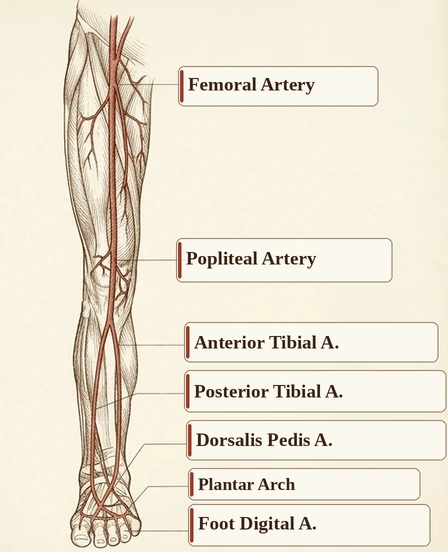 Femoral Artery
Popliteal Artery
Anterior Tibial A.
Posterior Tibial A.
Dorsalis Pedis A.
Plantar Arch
Foot Digital A.